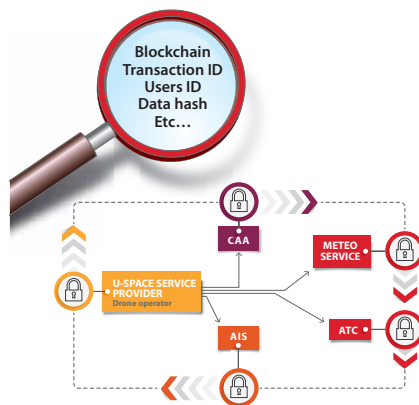 Blockchain
Transaction ID
Users ID
Data hash
Etc...
CAA
METEO
SERVICE
U-SPACE SERVICE
PROVIDER
Drone operator
AIS
ATC